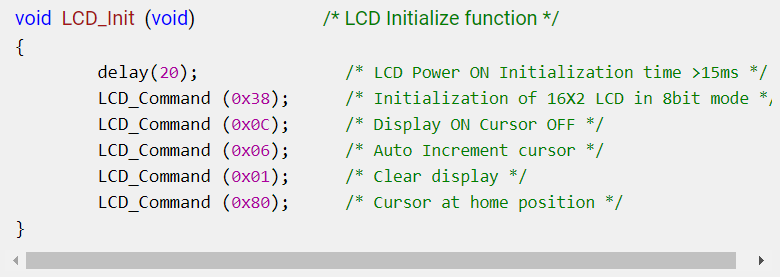 void LCD_Init (void) /* LCD Initialize function */
{
delay(20); /* LCD Power ON Initialization time >15ms */
LCD_Command (0x38); /* Initialization of 16X2 LCD in 8bit mode */
LCD_Command (0x0C); /* Display ON Cursor OFF */
LCD_Command (0x06); /* Auto Increment cursor */
LCD_Command (0x01); /* Clear display */
LCD_Command (0x80); /* Cursor at home position */
}